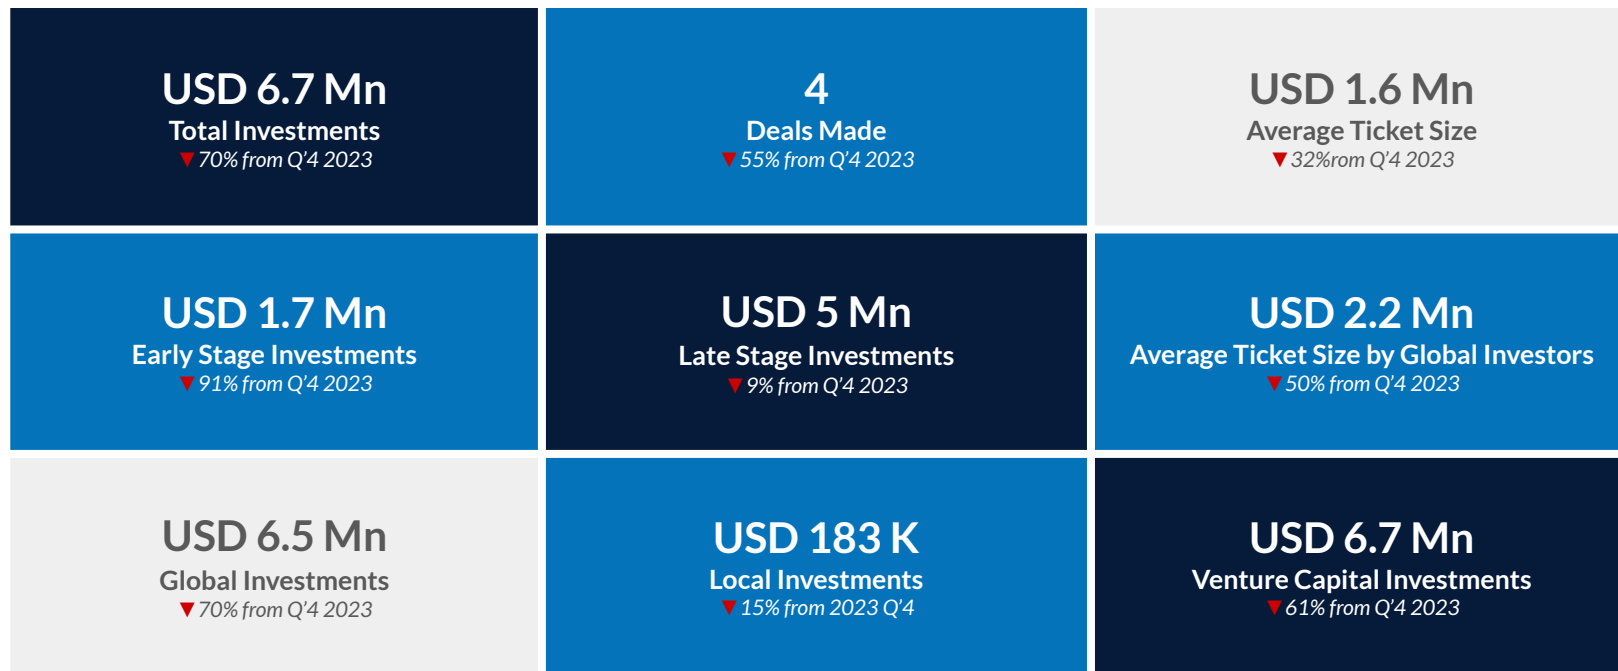 USD 6.7 Mn
Total Investments
▼70% from Q’4 2023
4
Deals Made
▼55% from Q’4 2023
USD 1.6 Mn
Average Ticket Size
▼32%rom Q’4 2023
USD 1.7 Mn
Early Stage Investments
▼91% from Q’4 2023
USD 5 Mn
Late Stage Investments
▼9% from Q’4 2023
USD 2.2 Mn
Average Ticket Size by Global Investors
▼50% from Q’4 2023
USD 6.5 Mn
Global Investments
▼70% from Q’4 2023
USD 183 K
Local Investments
▼15% from 2023 Q’4
USD 6.7 Mn
Venture Capital Investments
▼61% from Q’4 2023